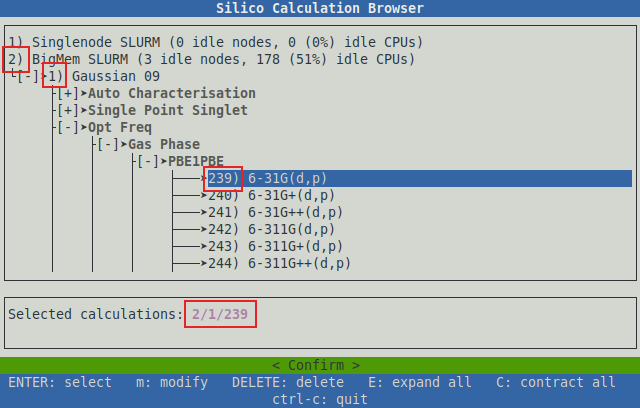 Silico Calculation Browser
1) Singlenode SLURM (0 idle nodes, 0 (0%) idle CPUs)
2) BigMem SLURM (3 idle nodes, 178 (51%) idle CPUs)
[-]➤1) Gaussian 09
[+]➤Auto Characterisation
[+]➤Single Point Singlet
[-]➤Opt Freq
[-]➤Gas Phase
[-]➤PBE1PBE
➤239) 6-31G(d,p)
➤240) 6-31G+(d,p)
➤241) 6-31G++(d,p)
➤242) 6-311G(d,p)
➤243) 6-311G+(d,p)
➤244) 6-311G++(d,p)
Selected calculations: 2/1/239
< Confirm >
ENTER: select m: modify DELETE: delete E: expand all C: contract all
ctrl-c: quit